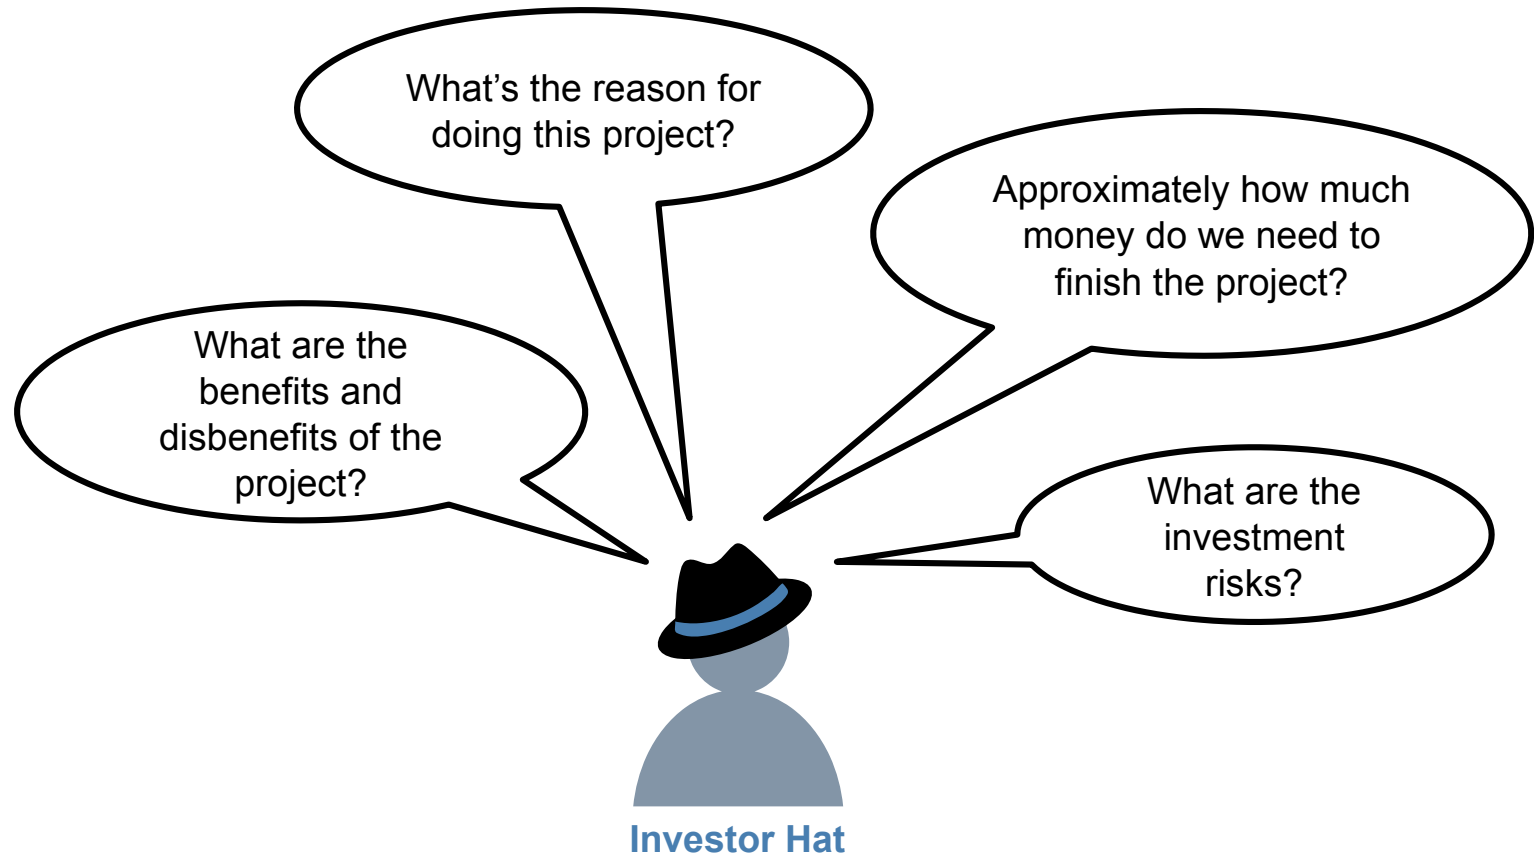 What’s the reason for
doing this project?
Approximately how much
money do we need to
finish the project?
What are the
benefits and
disbenefits of the
project?
What are the
investment
risks?
Investor Hat